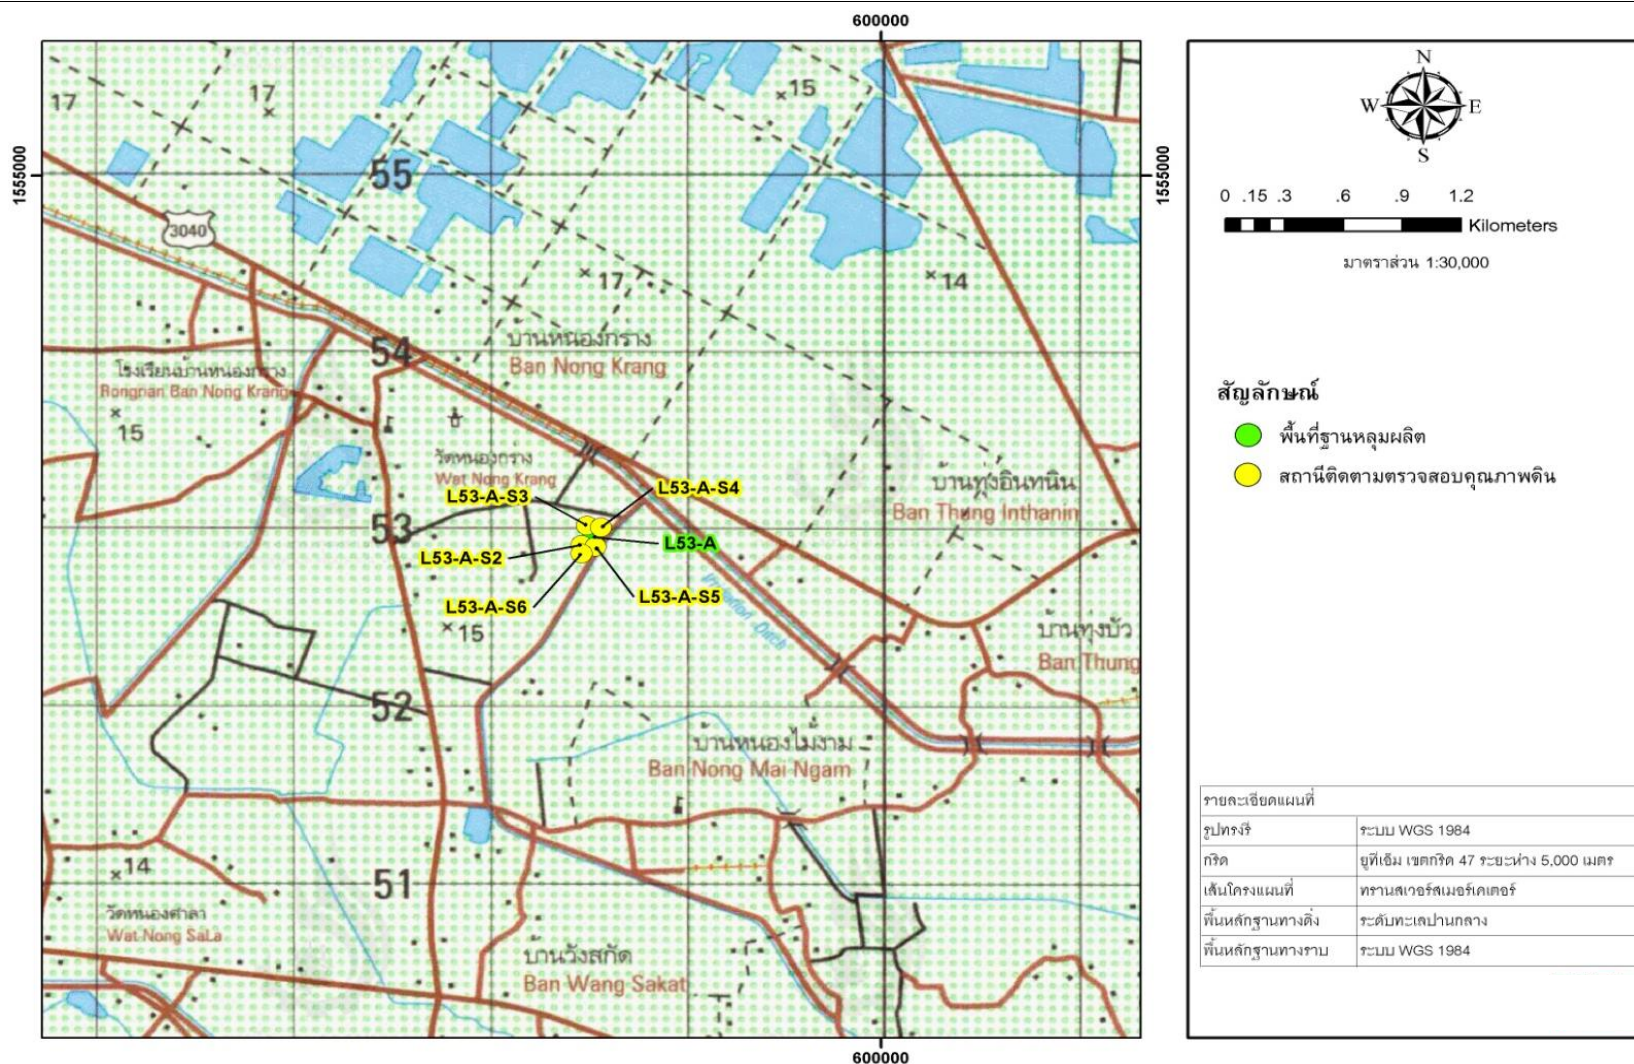 600000
1555000
1555000
17
17
15
55
3040
17
14
บ้านหนองกราง
Ban Nong Krang
54
โรงเรียนบ้านหนองกราง
Rongrian Ban Nong Krang
15
วัดหนองกร่าง
Wat Nong Krang
L53-A-S3
L53-A-S4
บ้านทุ่งอินทนิน
Ban Thung Inthanin
53
L53-A
L53-A-S2
L53-A-S5
L53-A-S6
Irrigation Ditch
15
บ้านทุ่งบัว
Ban Thung
52
บ้านหนองไม้งาม
Ban Nong Mai Ngam
14
51
วัดหนองศาลา
Wat Nong SaLa
บ้านวังสกัด
Ban Wang Sakat
600000
N
W E
S
0 .15 .3 .6 .9 1.2
Kilometers
มาตราส่วน 1:30,000
สัญลักษณ์
พื้นที่ฐานหลุมผลิต
สถานีติดตามตรวจสอบคุณภาพดิน
รายละเอียดแผนที่
รูปทรงรี ระบบ WGS 1984
กริด ยูทีเอ็ม เขตกริด 47 ระยะห่าง 5,000 เมตร
เส้นโครงแผนที่ ทรานสเวอร์สเมอร์เคเตอร์
พื้นหลักฐานทางดิ่ง ระดับทะเลปานกลาง
พื้นหลักฐานทางราบ ระบบ WGS 1984